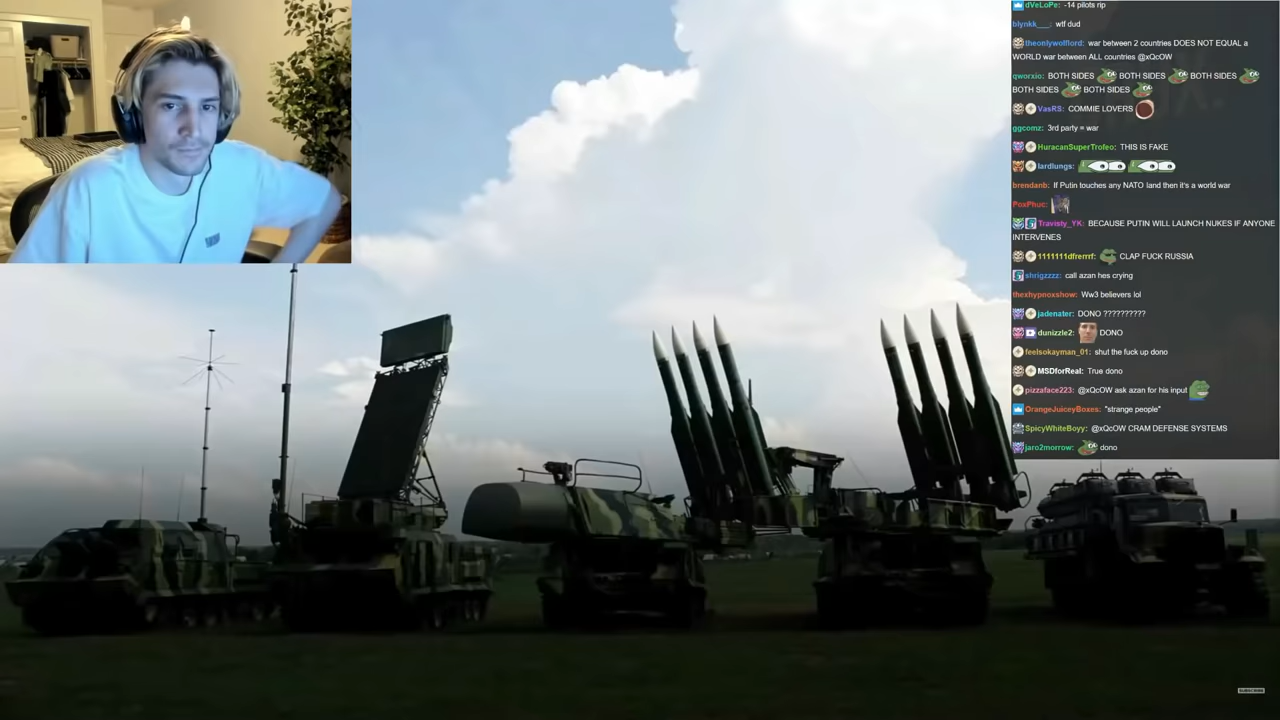 dVeLoPe: -14 pilots rip
blynkk___: wtf dud
theonlywolflord: war between 2 countries DOES NOT EQUAL a
WORLD war between ALL countries @xQcOW
qworxio: BOTH SIDES BOTH SIDES BOTH SIDES
BOTH SIDES BOTH SIDES
VasRS: COMMIE LOVERS
ggcomz: 3rd party = war
HuracanSuperTrofeo: THIS IS FAKE
lardlungs:
brendanb: If Putin touches any NATO land then it's a world war
PoxPhuc:
Travisty_YK: BECAUSE PUTIN WILL LAUNCH NUKES IF ANYONE
INTERVENES
1111111dfrerrrf: CLAP FUCK RUSSIA
shrigzzzz: call azan hes crying
thexhypnoxshow: Ww3 believers lol
jadenater: DONO ??????????
dunizzle2: DONO
feelsokayman_01: shut the fuck up dono
MSDforReal: True dono
pizzaface223: @xQcOW ask azan for his input
OrangeJuiceyBoxes: "strange people"
SpicyWhiteBoyy: @xQcOW CRAM DEFENSE SYSTEMS
jaro2morrow: dono
SUBSCRIBE